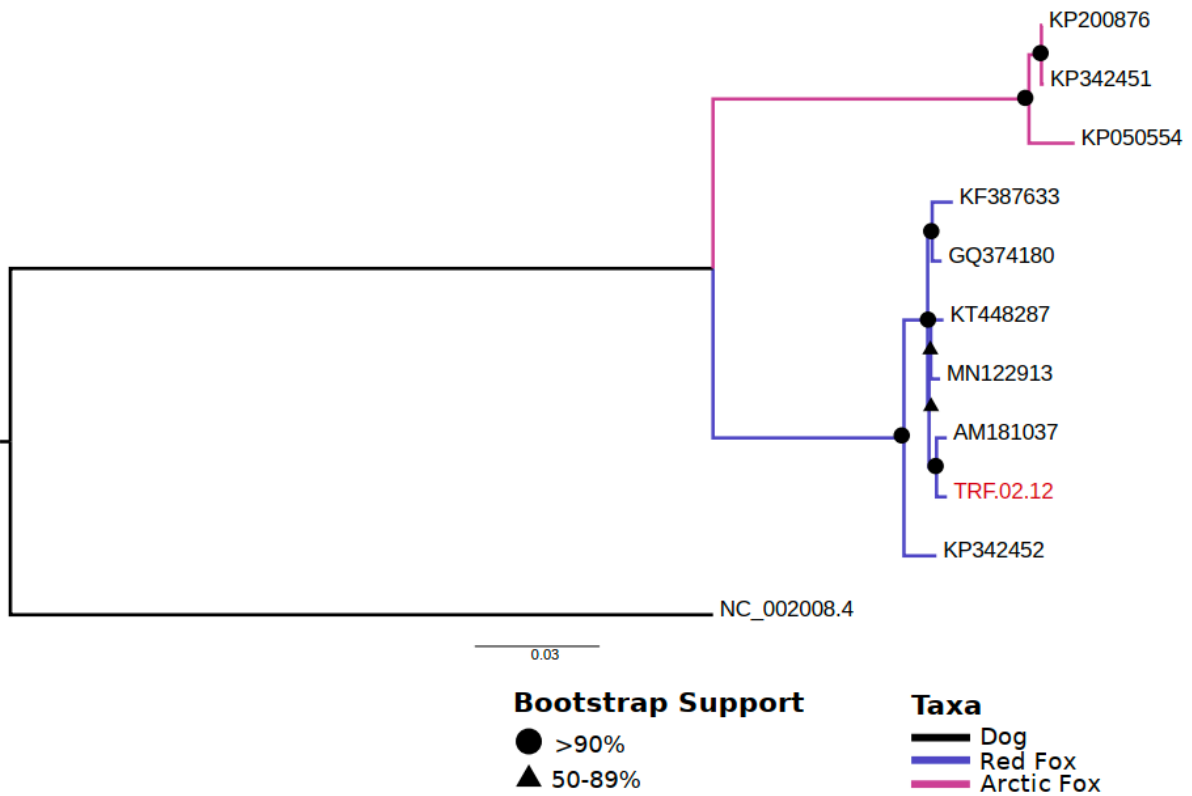 KP200876
KP342451
KP050554
KF387633
GQ374180
KT448287
MN122913
AM181037
TRF.02.12
KP342452
NC_002008.4
0.03
Bootstrap Support
>90%
50-89%
Taxa
Dog
Red Fox
Arctic Fox